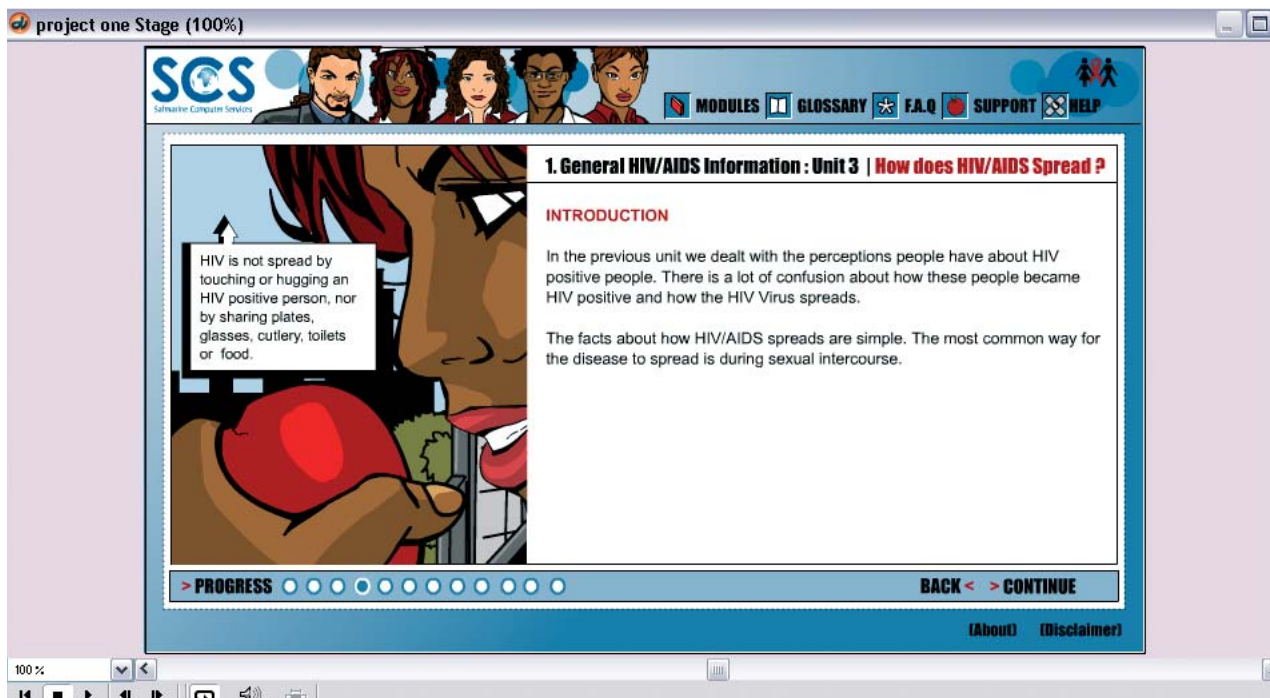 project one Stage (100%)
SCS
Safmarine Computer Services
MODULES GLOSSARY F.A.Q SUPPORT HELP
1. General HIV/AIDS Information : Unit 3 | How does HIV/AIDS Spread ?
HIV is not spread by
touching or hugging an
HIV positive person, nor
by sharing plates,
glasses, cutlery, toilets
or food.
INTRODUCTION
In the previous unit we dealt with the perceptions people have about HIV
positive people. There is a lot of confusion about how these people became
HIV positive and how the HIV Virus spreads.
The facts about how HIV/AIDS spreads are simple. The most common way for
the disease to spread is during sexual intercourse.
> PROGRESS
BACK < > CONTINUE
(About) (Disclaimer)
100 %